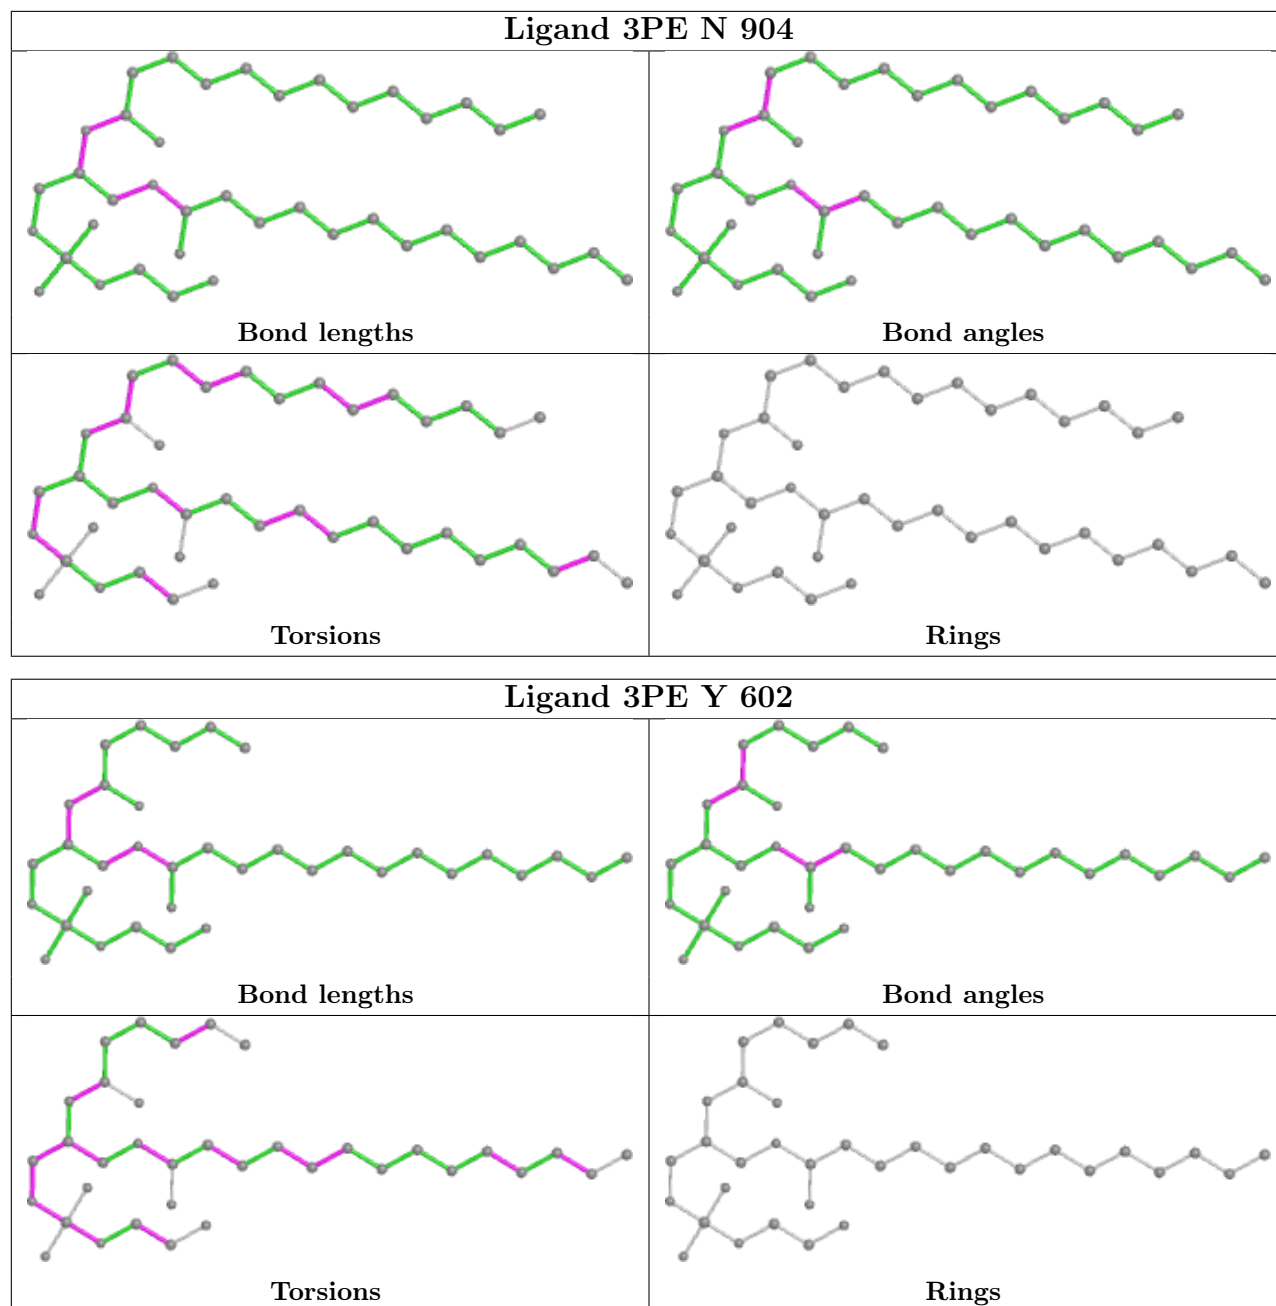 Ligand 3PE N 904
Bond lengths
Bond angles
Torsions
Rings
Ligand 3PE Y 602
Bond lengths
Bond angles
Torsions
Rings